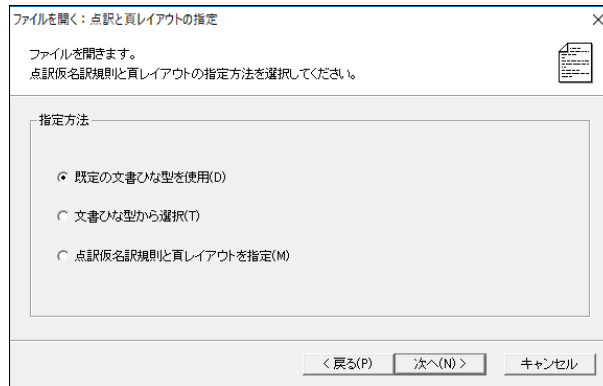 ファイルを開く：点訳と頁レイアウトの指定
ファイルを開きます。
点訳仮名訳規則と頁レイアウトの指定方法を選択してください。
指定方法
既定の文書ひな型を使用(D)
文書ひな型から選択(T)
点訳仮名訳規則と頁レイアウトを指定(M)
< 戻る(P) 次へ(N) > キャンセル